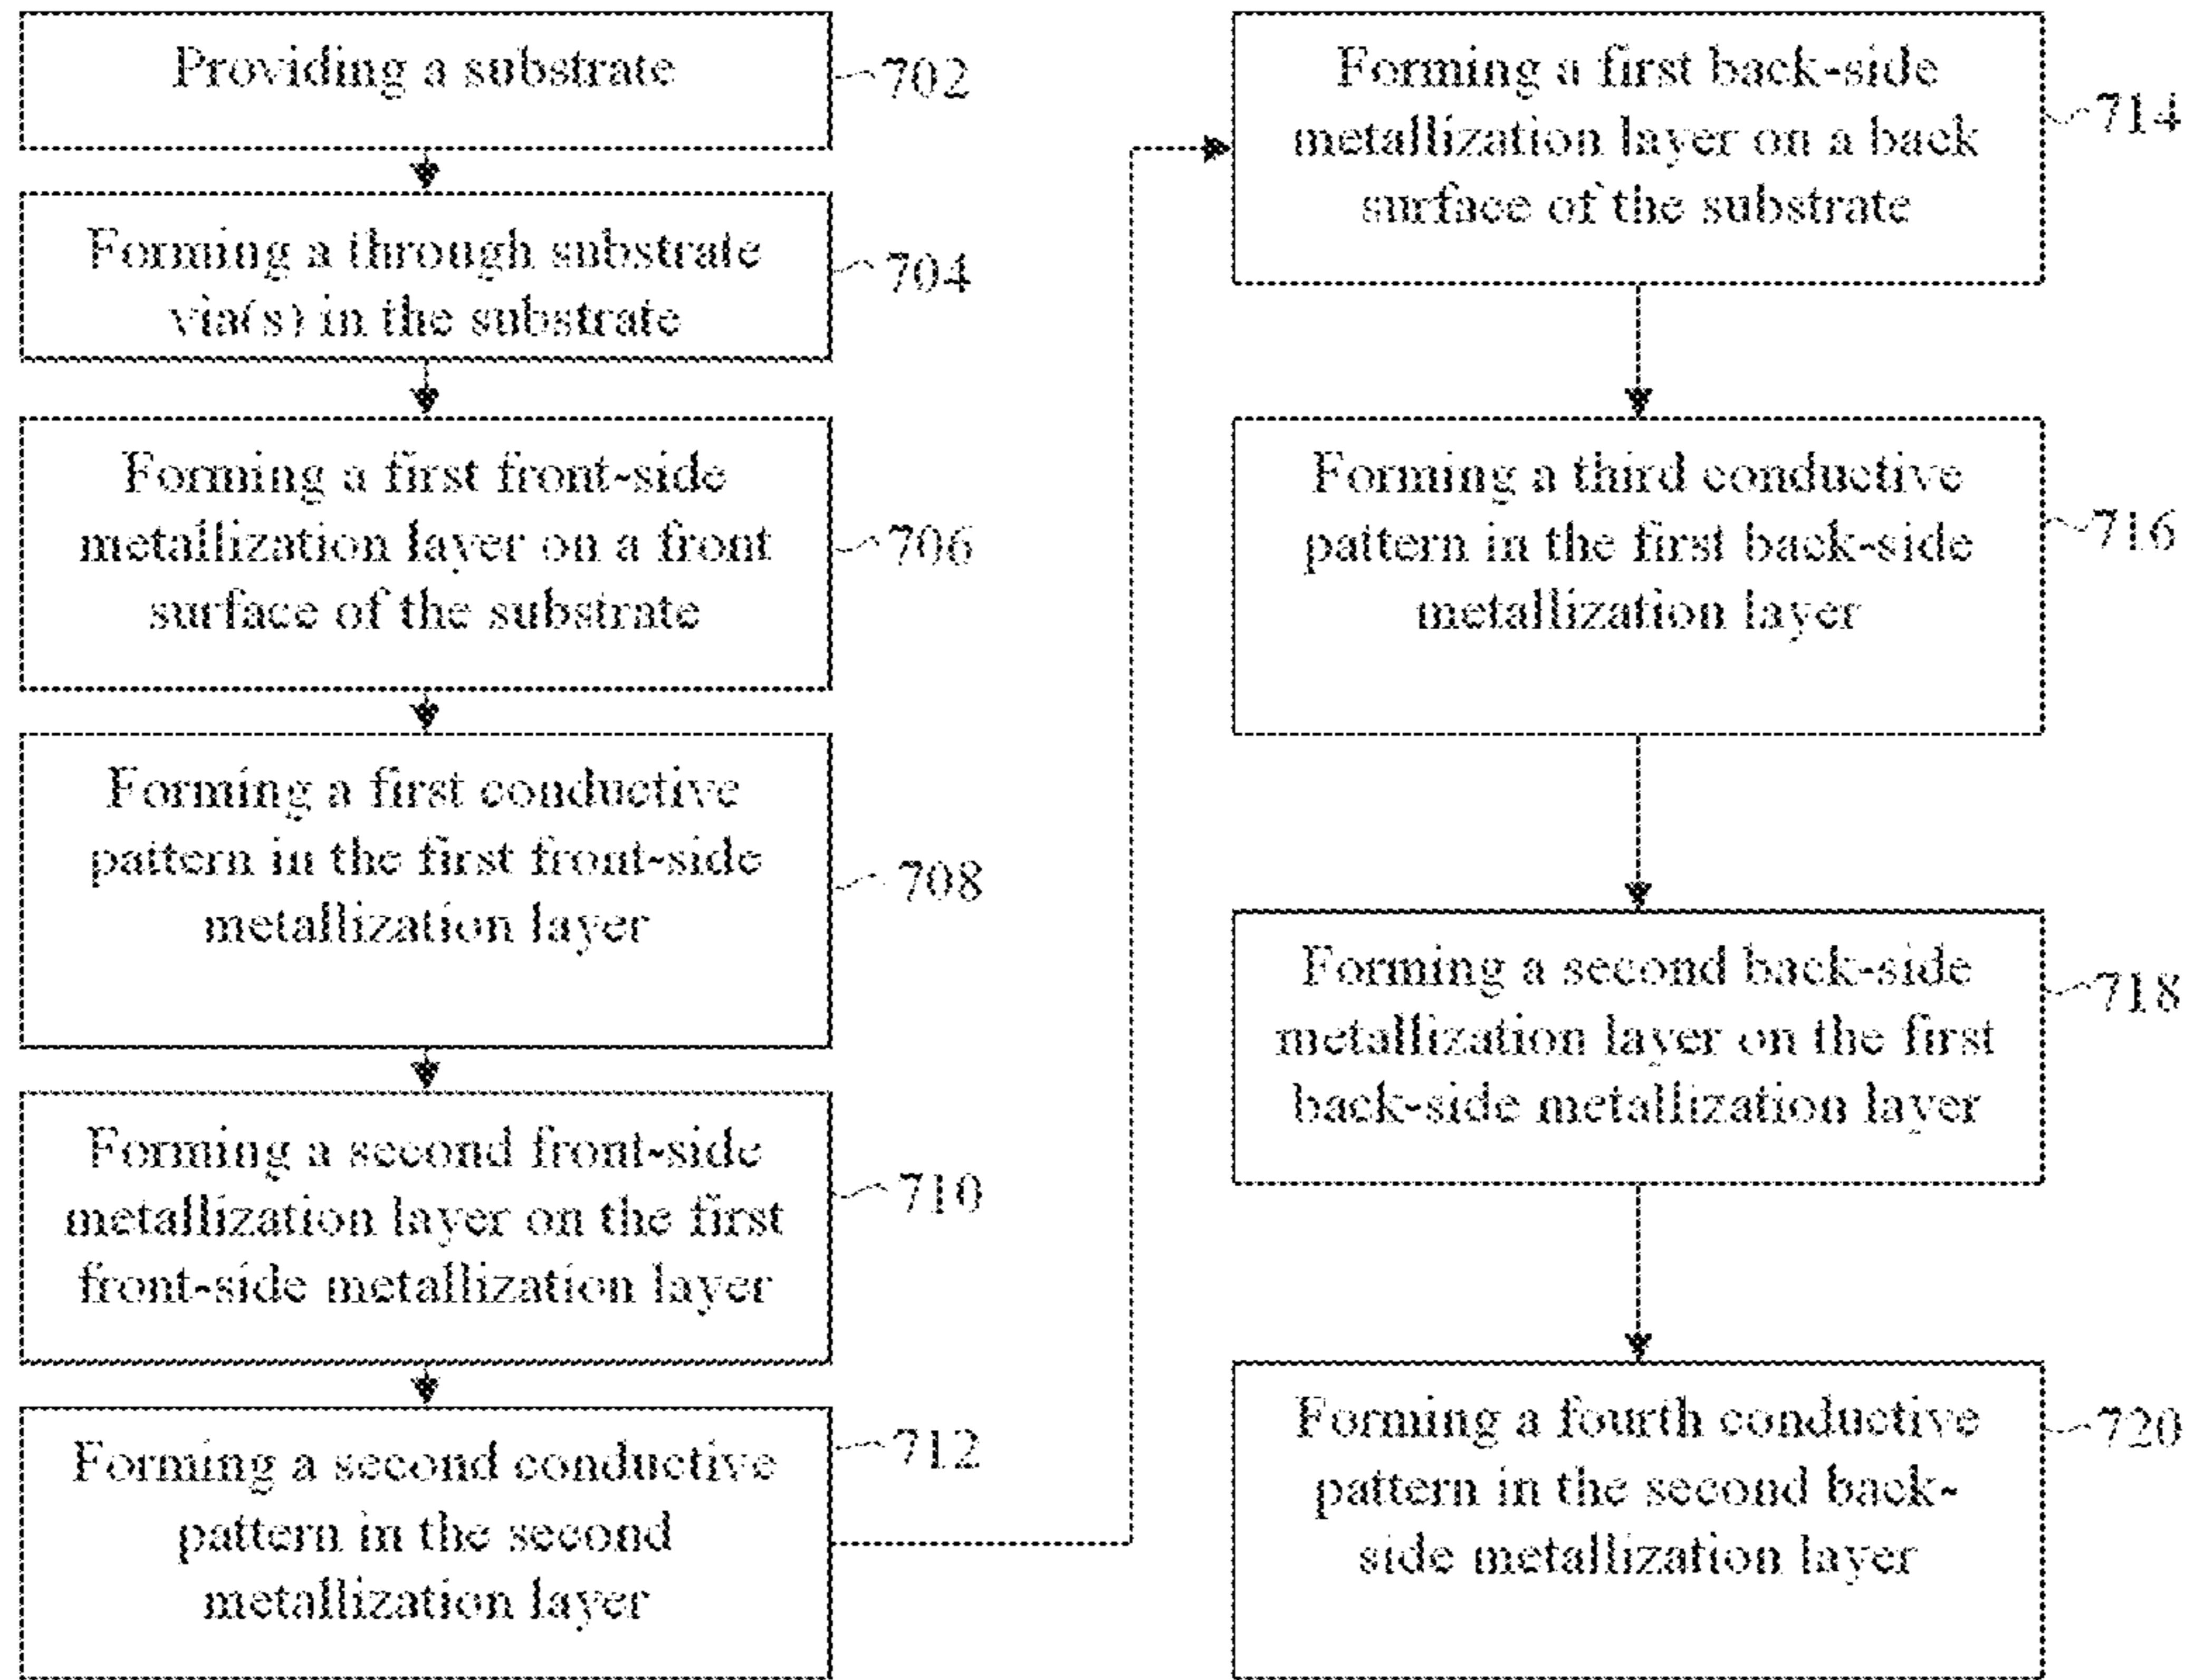 Providing a substrate
702
Forming a through substrate
via(s) in the substrate
704
Forming a first front-side
metallization layer on a front
surface of the substrate
706
Forming a first conductive
pattern in the first front-side
metallization layer
708
Forming a second front-side
metallization layer on the first
front-side metallization layer
710
Forming a second conductive
pattern in the second
metallization layer
712
Forming a first back-side
metallization layer on a back
surface of the substrate
714
Forming a third conductive
pattern in the first back-side
metallization layer
716
Forming a second back-side
metallization layer on the first
back-side metallization layer
718
Forming a fourth conductive
pattern in the second back-
side metallization layer
720